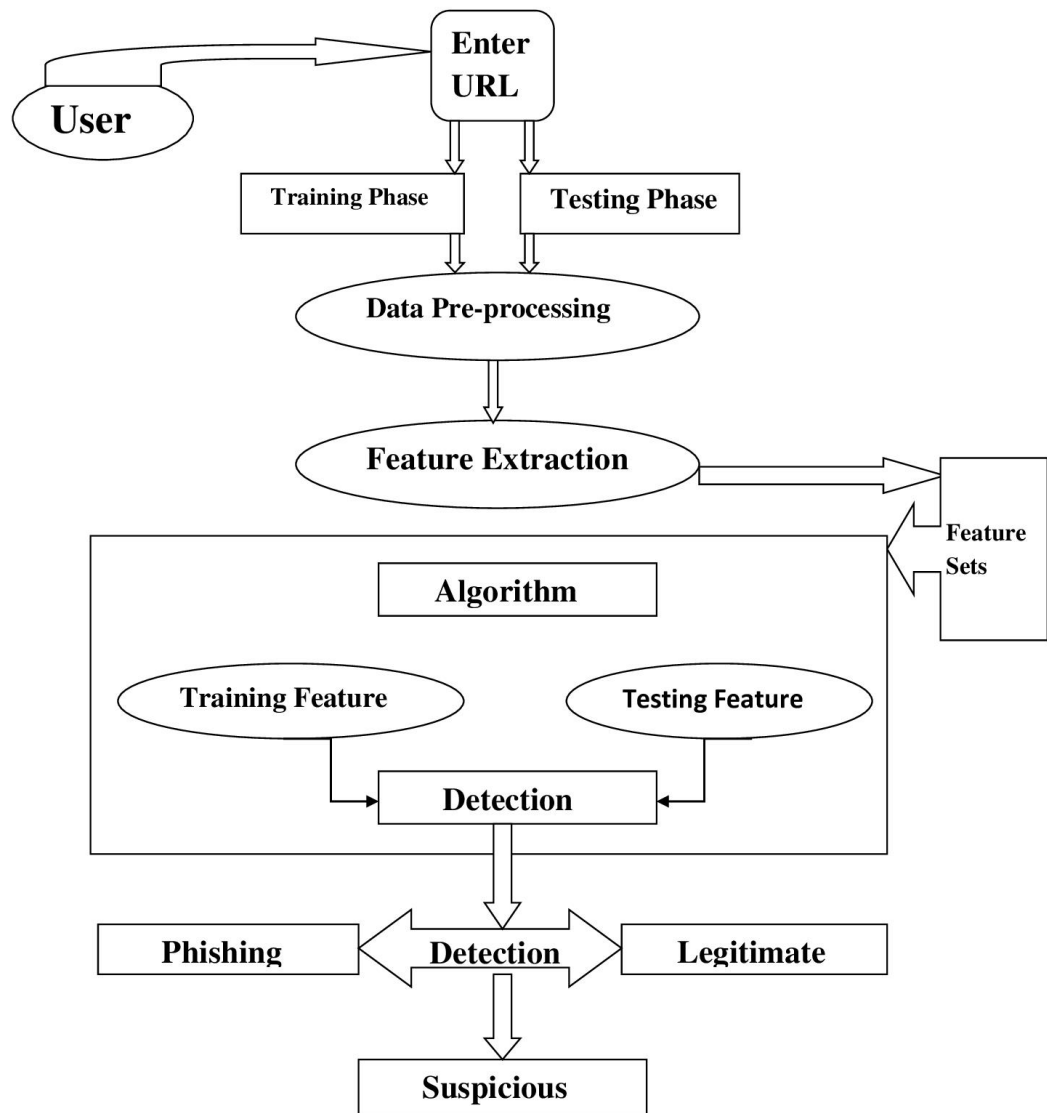 Enter
URL
User
Training Phase
Testing Phase
Data Pre-processing
Feature Extraction
Feature
Sets
Algorithm
Training Feature
Testing Feature
Detection
Phishing
Detection
Legitimate
Suspicious